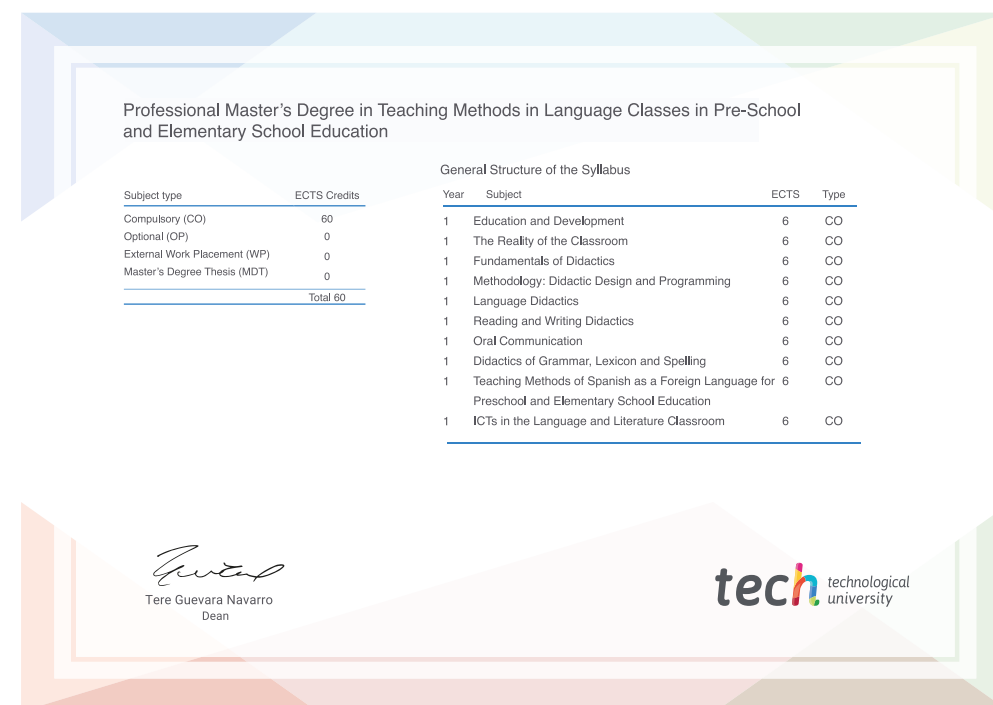 Professional Master's Degree in Teaching Methods in Language Classes in Pre-School
and Elementary School Education
Subject type ECTS Credits
Compulsory (CO) 60
Optional (OP) 0
External Work Placement (WP) 0
Master's Degree Thesis (MDT) 0
Total 60
General Structure of the Syllabus
Year Subject ECTS Type
1 Education and Development 6 CO
1 The Reality of the Classroom 6 CO
1 Fundamentals of Didactics 6 CO
1 Methodology: Didactic Design and Programming 6 CO
1 Language Didactics 6 CO
1 Reading and Writing Didactics 6 CO
1 Oral Communication 6 CO
1 Didactics of Grammar, Lexicon and Spelling 6 CO
1 Teaching Methods of Spanish as a Foreign Language for 6 CO
Preschool and Elementary School Education
1 ICTs in the Language and Literature Classroom 6 CO
Tere Guevara Navarro
Dean
tech technological
university